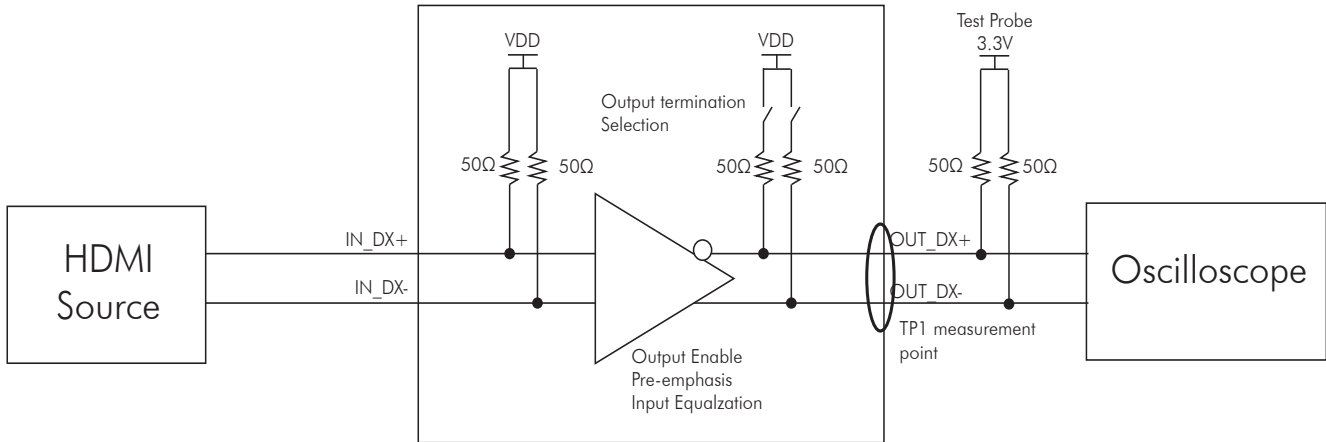 Test Probe
3.3V
VDD
VDD
Output termination
Selection
50Ω
50Ω
50Ω
50Ω
50Ω
50Ω
HDMI
Source
IN_DX+
IN_DX-
OUT_DX+
OUT_DX-
Oscilloscope
TP1 measurement
point
Output Enable
Pre-emphasis
Input Equalzation